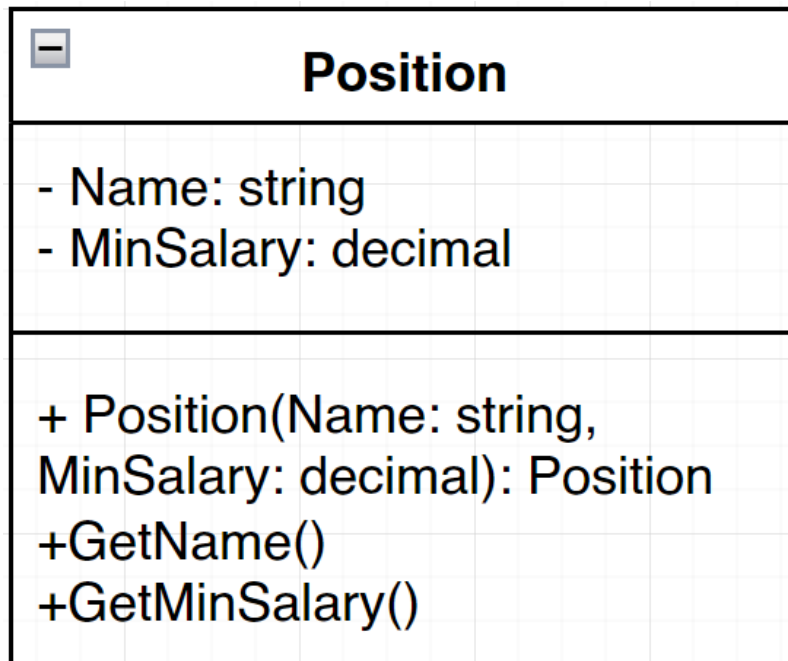 Position
- Name: string
- MinSalary: decimal
+ Position(Name: string,
MinSalary: decimal): Position
+GetName()
+GetMinSalary()